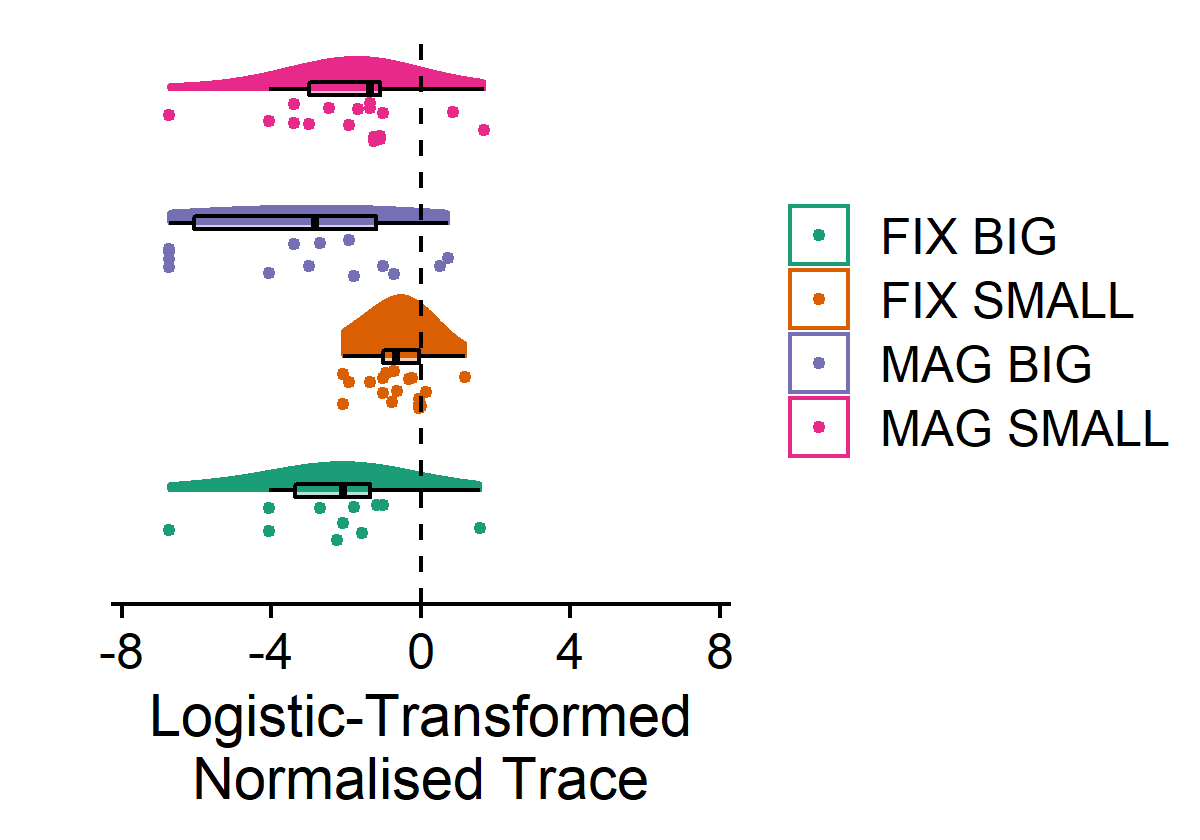 FIX BIG
FIX SMALL
MAG BIG
MAG SMALL
-8 -4 0 4 8
Logistic-Transformed
Normalised Trace